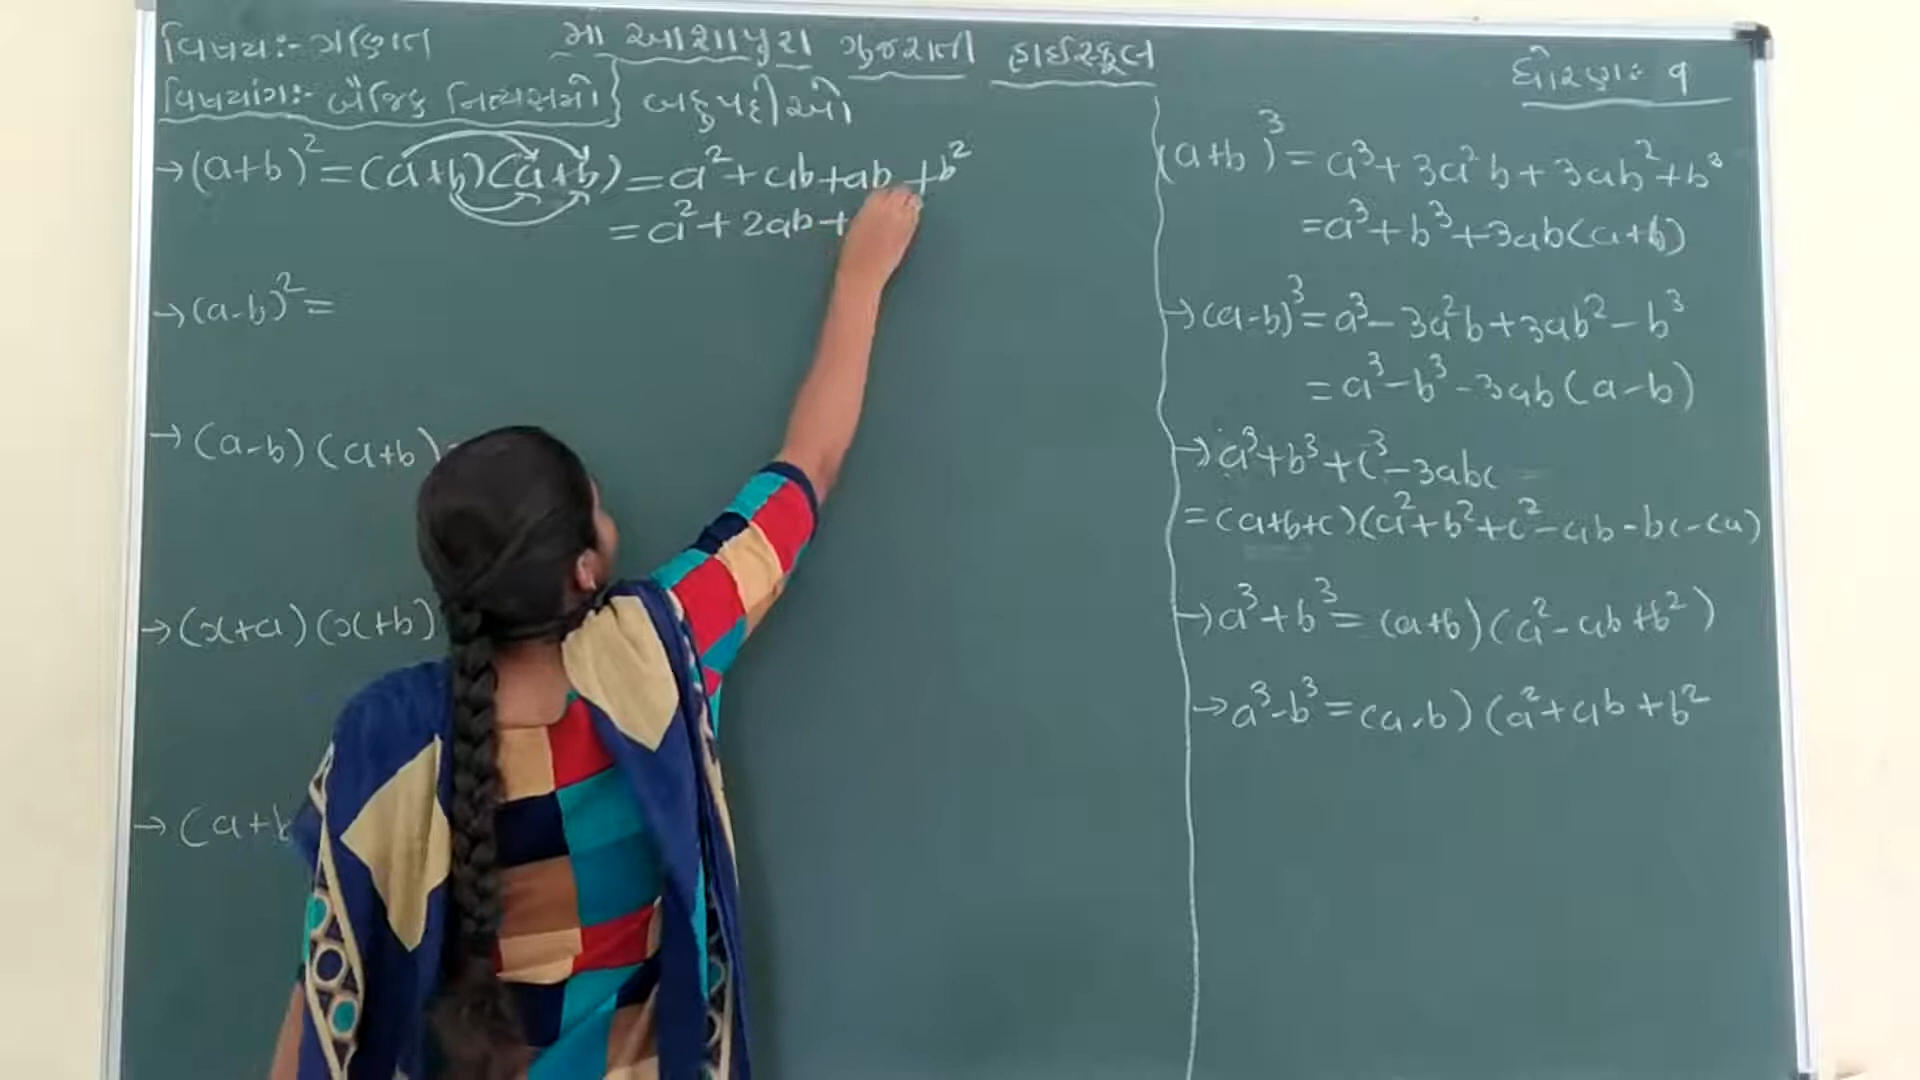 વિષય:- ગણિત
મા આશાપુરા ગુજરાતી હાઈસ્કૂલ
ધોરણ: ૧
વિષયાંગ:- બૈજિક નિત્યસમો } બહુપદીઓ
→(a+b)² = (a+b)(a+b) = a² + ab+ab + b²
= a² + 2ab +
→(a-b)² =
→(a-b)(a+b)
→(x+a)(x+b)
→(a+b
(a+b)³ = a³ + 3a²b + 3ab² + b³
= a³ + b³ + 3ab(a+b)
→(a-b)³ = a³ - 3a²b + 3ab² - b³
= a³ - b³ - 3ab(a-b)
→a³+b³+c³-3abc
= (a+b+c)(a²+b²+c²-ab-bc-ca)
→a³+b³ = (a+b)(a²-ab+b²)
→a³-b³ = (a-b)(a²+ab+b²